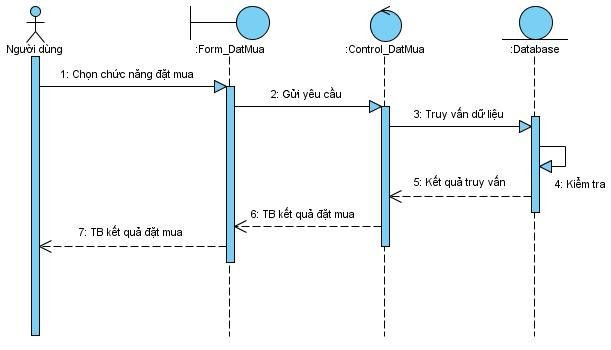 Người dùng
:Form_DatMua
:Control_DatMua
:Database
1: Chọn chức năng đặt mua
2: Gửi yêu cầu
3: Truy vấn dữ liệu
4: Kiểm tra
5: Kết quả truy vấn
6: TB kết quả đặt mua
7: TB kết quả đặt mua